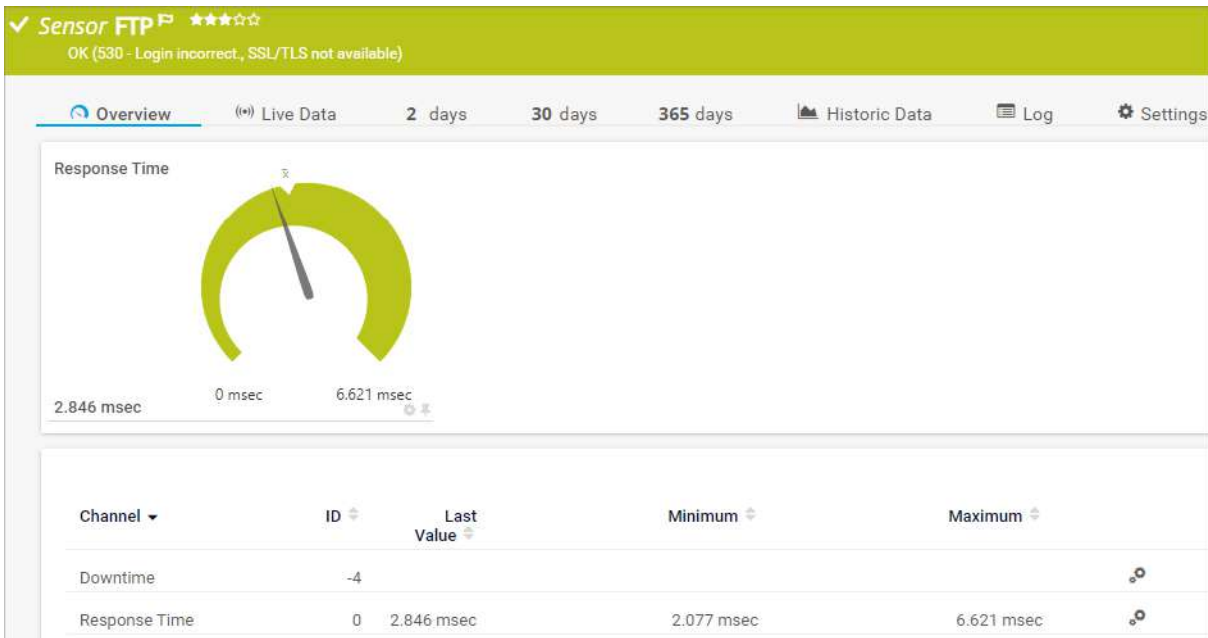 Sensor FTP
OK (530 - Login incorrect., SSL/TLS not available)
Overview Live Data 2 days 30 days 365 days Historic Data Log Settings
Response Time
x̄
0 msec 6.621 msec
2.846 msec
Channel ID Last Value Minimum Maximum
Downtime -4
Response Time 0 2.846 msec 2.077 msec 6.621 msec